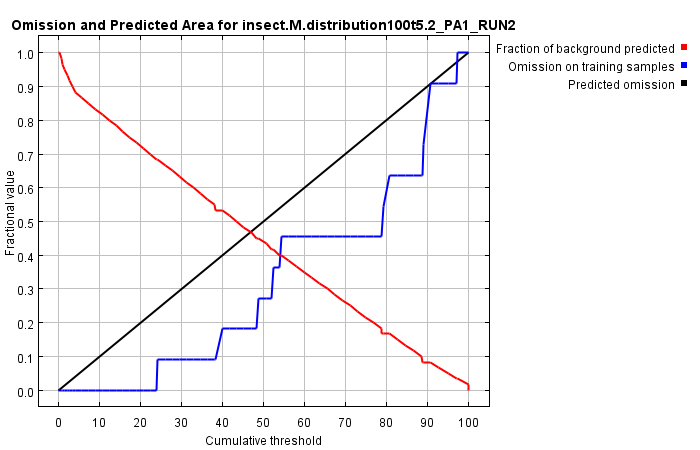 Omission and Predicted Area for insect.M.distribution100t5.2_PA1_RUN2
Fraction of background predicted
Omission on training samples
Predicted omission
1.0
0.9
0.8
0.7
0.6
0.5
0.4
0.3
0.2
0.1
0.0
Fractional value
0 10 20 30 40 50 60 70 80 90 100
Cumulative threshold